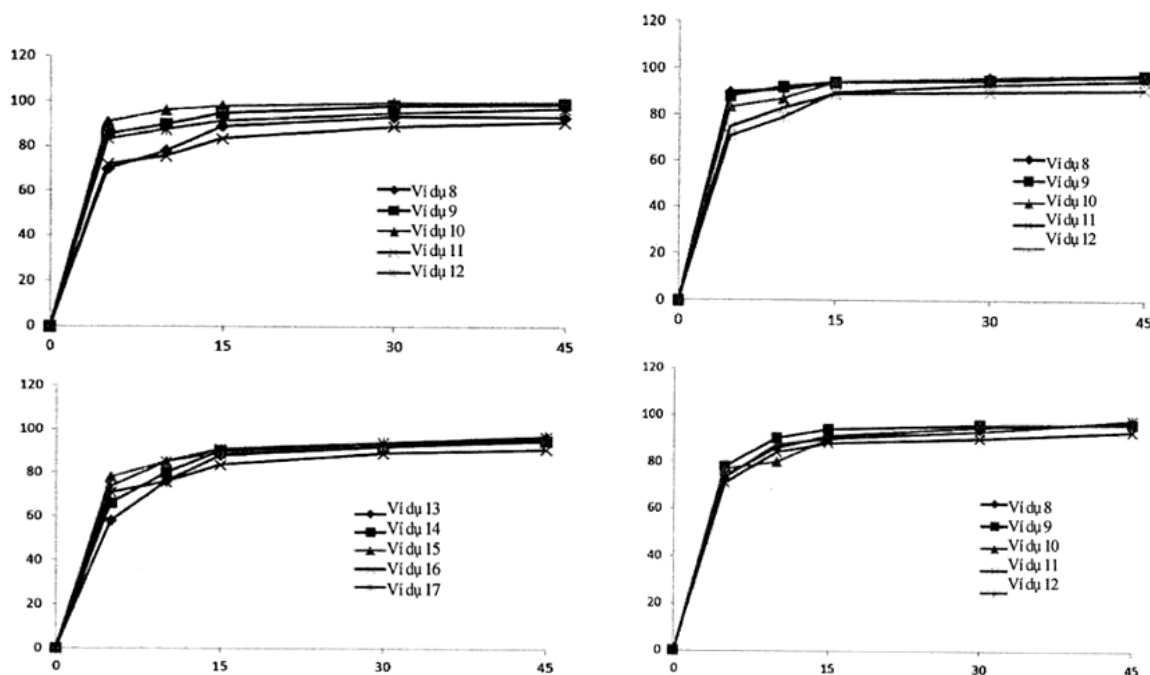 120
100
80
60
40
20
0
0 15 30 45
Ví dụ 8
Ví dụ 9
Ví dụ 10
Ví dụ 11
Ví dụ 12
120
100
80
60
40
20
0
0 15 30 45
Ví dụ 8
Ví dụ 9
Ví dụ 10
Ví dụ 11
Ví dụ 12
120
100
80
60
40
20
0
0 15 30 45
Ví dụ 13
Ví dụ 14
Ví dụ 15
Ví dụ 16
Ví dụ 17
120
100
80
60
40
20
0
0 15 30 45
Ví dụ 8
Ví dụ 9
Ví dụ 10
Ví dụ 11
Ví dụ 12